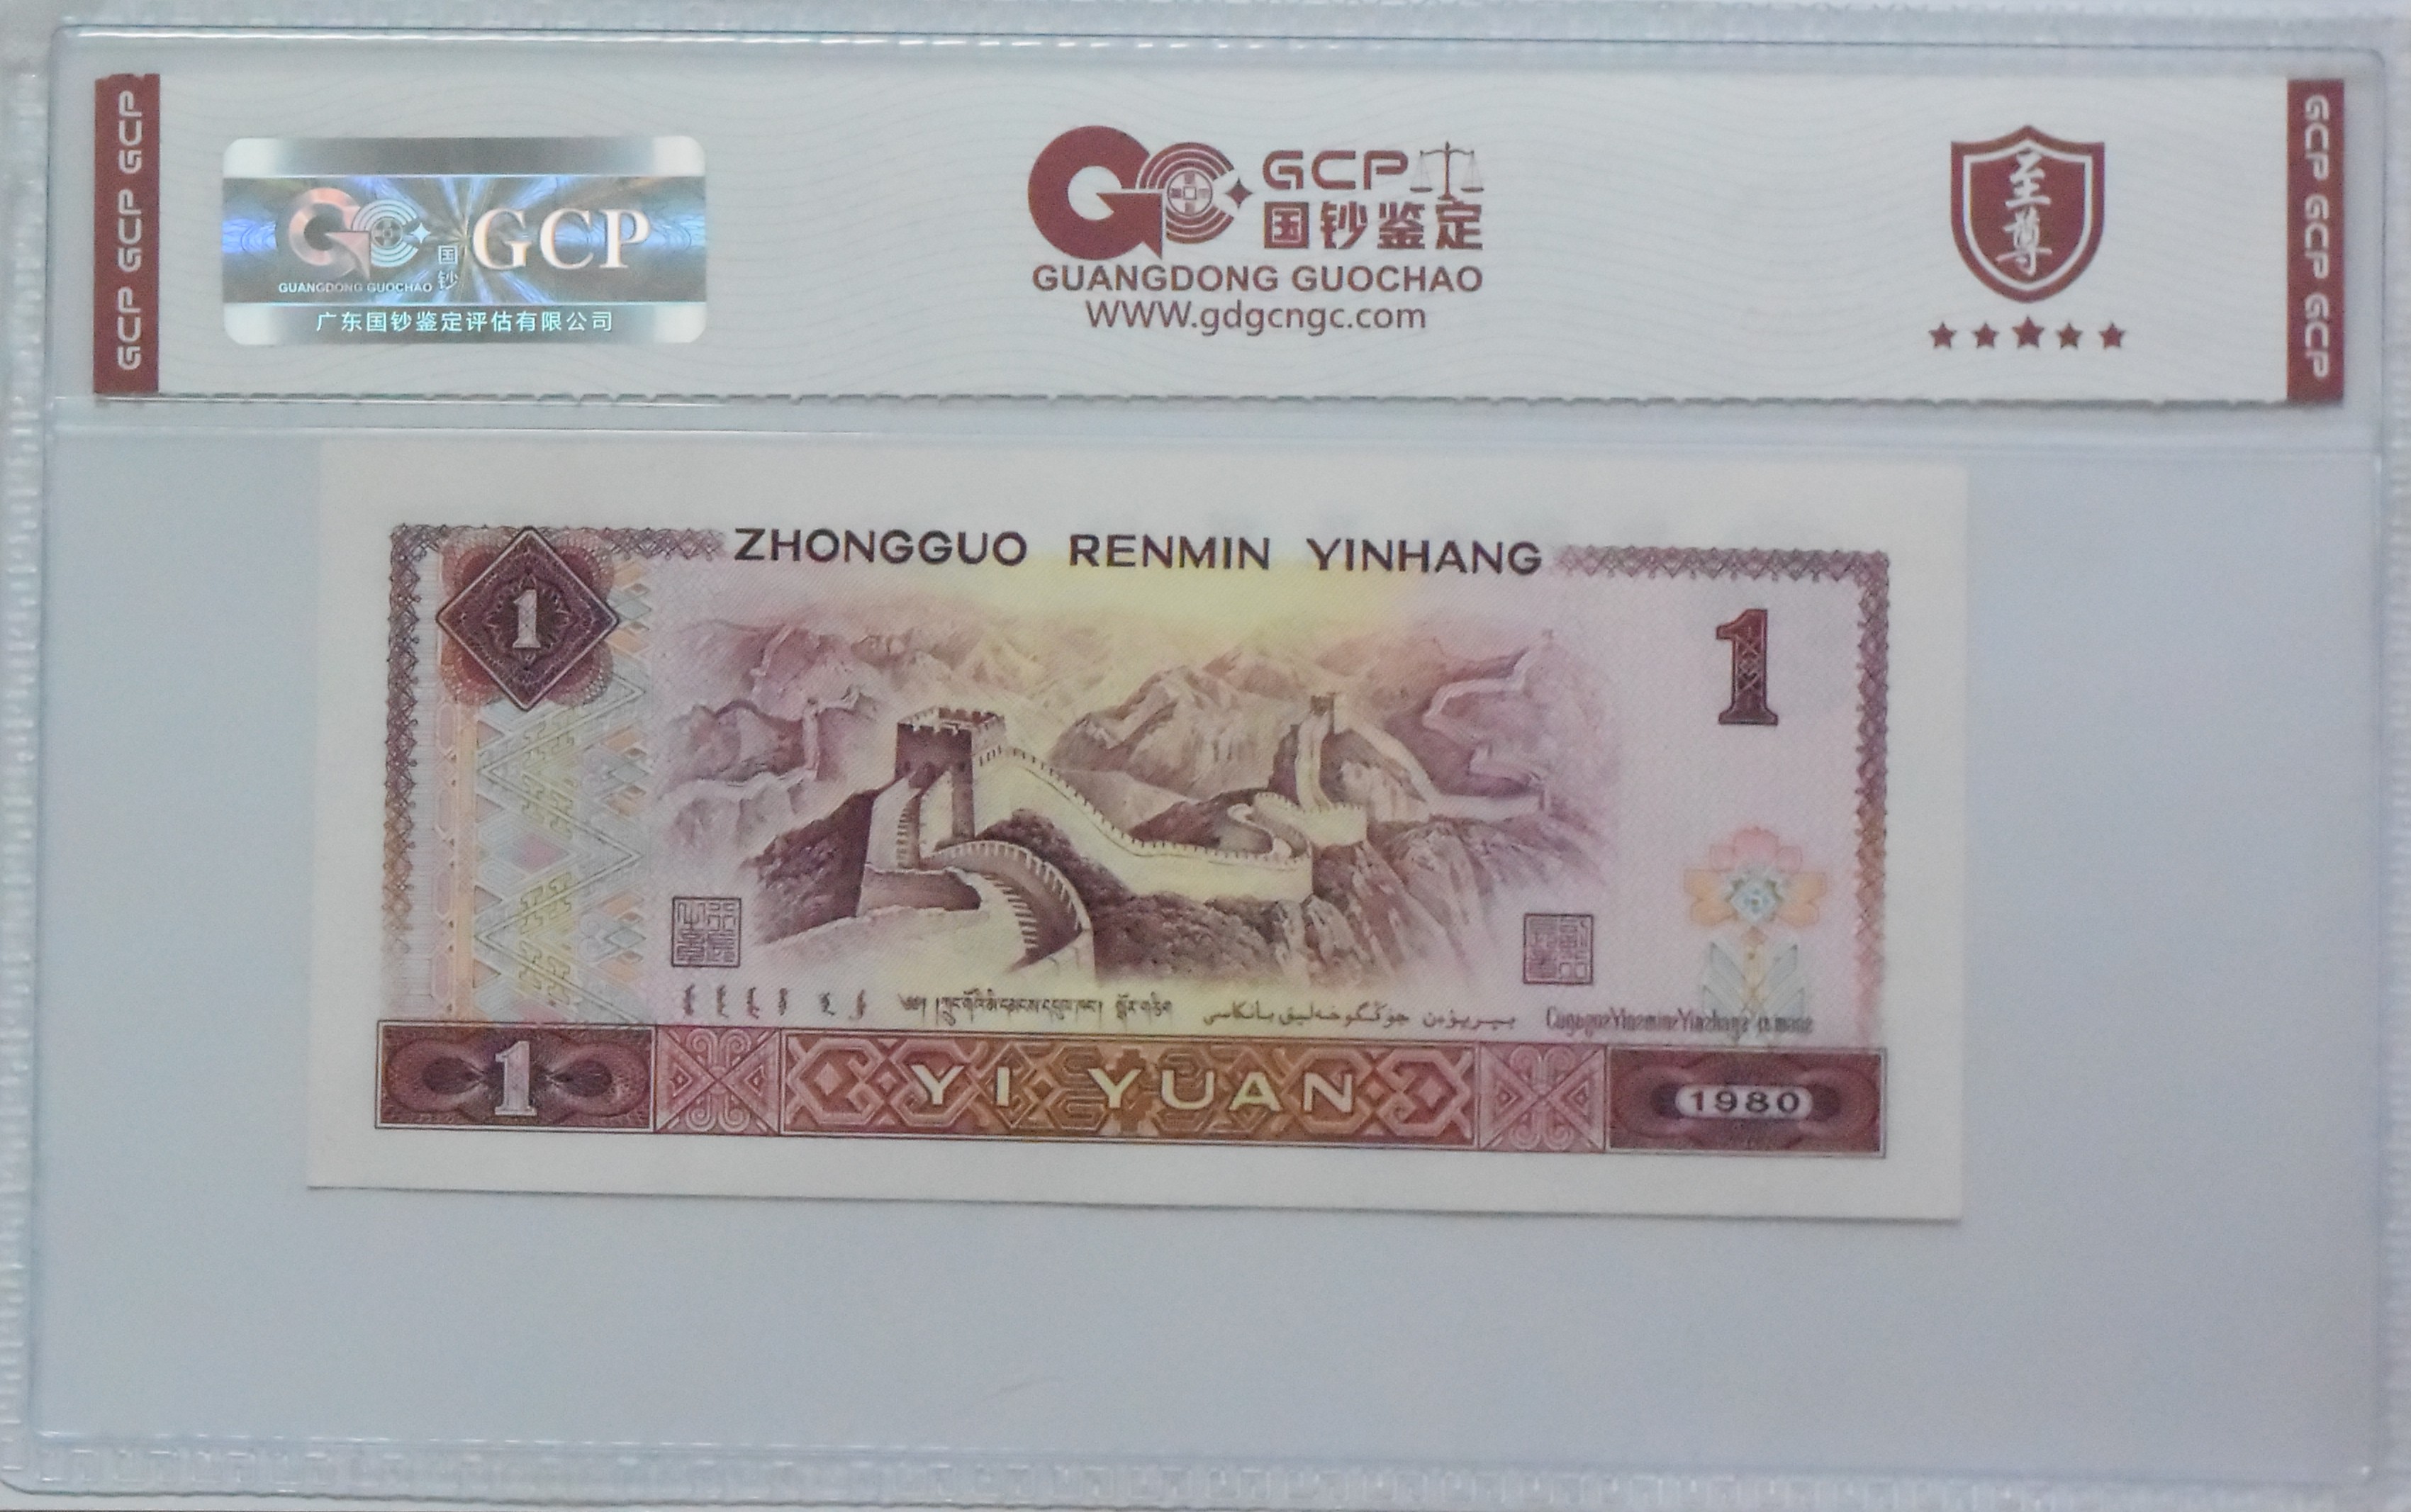 GCP GCP GCP
GC 国钞 GCP
GUANGDONG GUOCHAO
广东国钞鉴定评估有限公司
GCP
国钞鉴定
GUANGDONG GUOCHAO
WWW.gdgcngc.com
至尊
GCP GCP GCP
ZHONGGUO RENMIN YINHANG
1
1
1
YI YUAN
1980